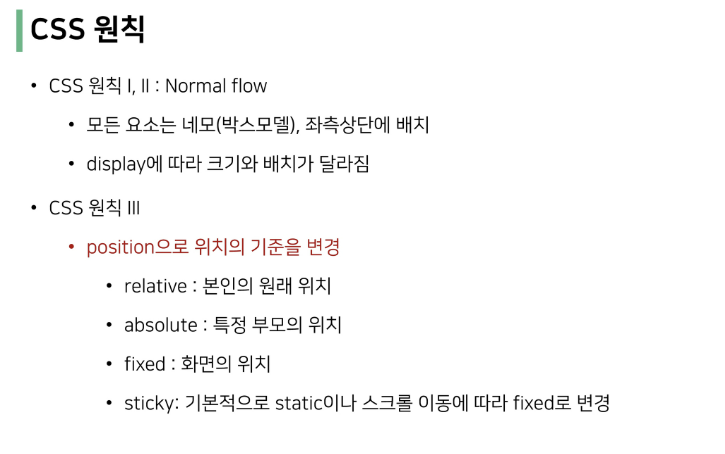 CSS 원칙
• CSS 원칙 I, II : Normal flow
• 모든 요소는 네모(박스모델), 좌측상단에 배치
• display에 따라 크기와 배치가 달라짐
• CSS 원칙 III
• position으로 위치의 기준을 변경
• relative : 본인의 원래 위치
• absolute : 특정 부모의 위치
• fixed : 화면의 위치
• sticky: 기본적으로 static이나 스크롤 이동에 따라 fixed로 변경